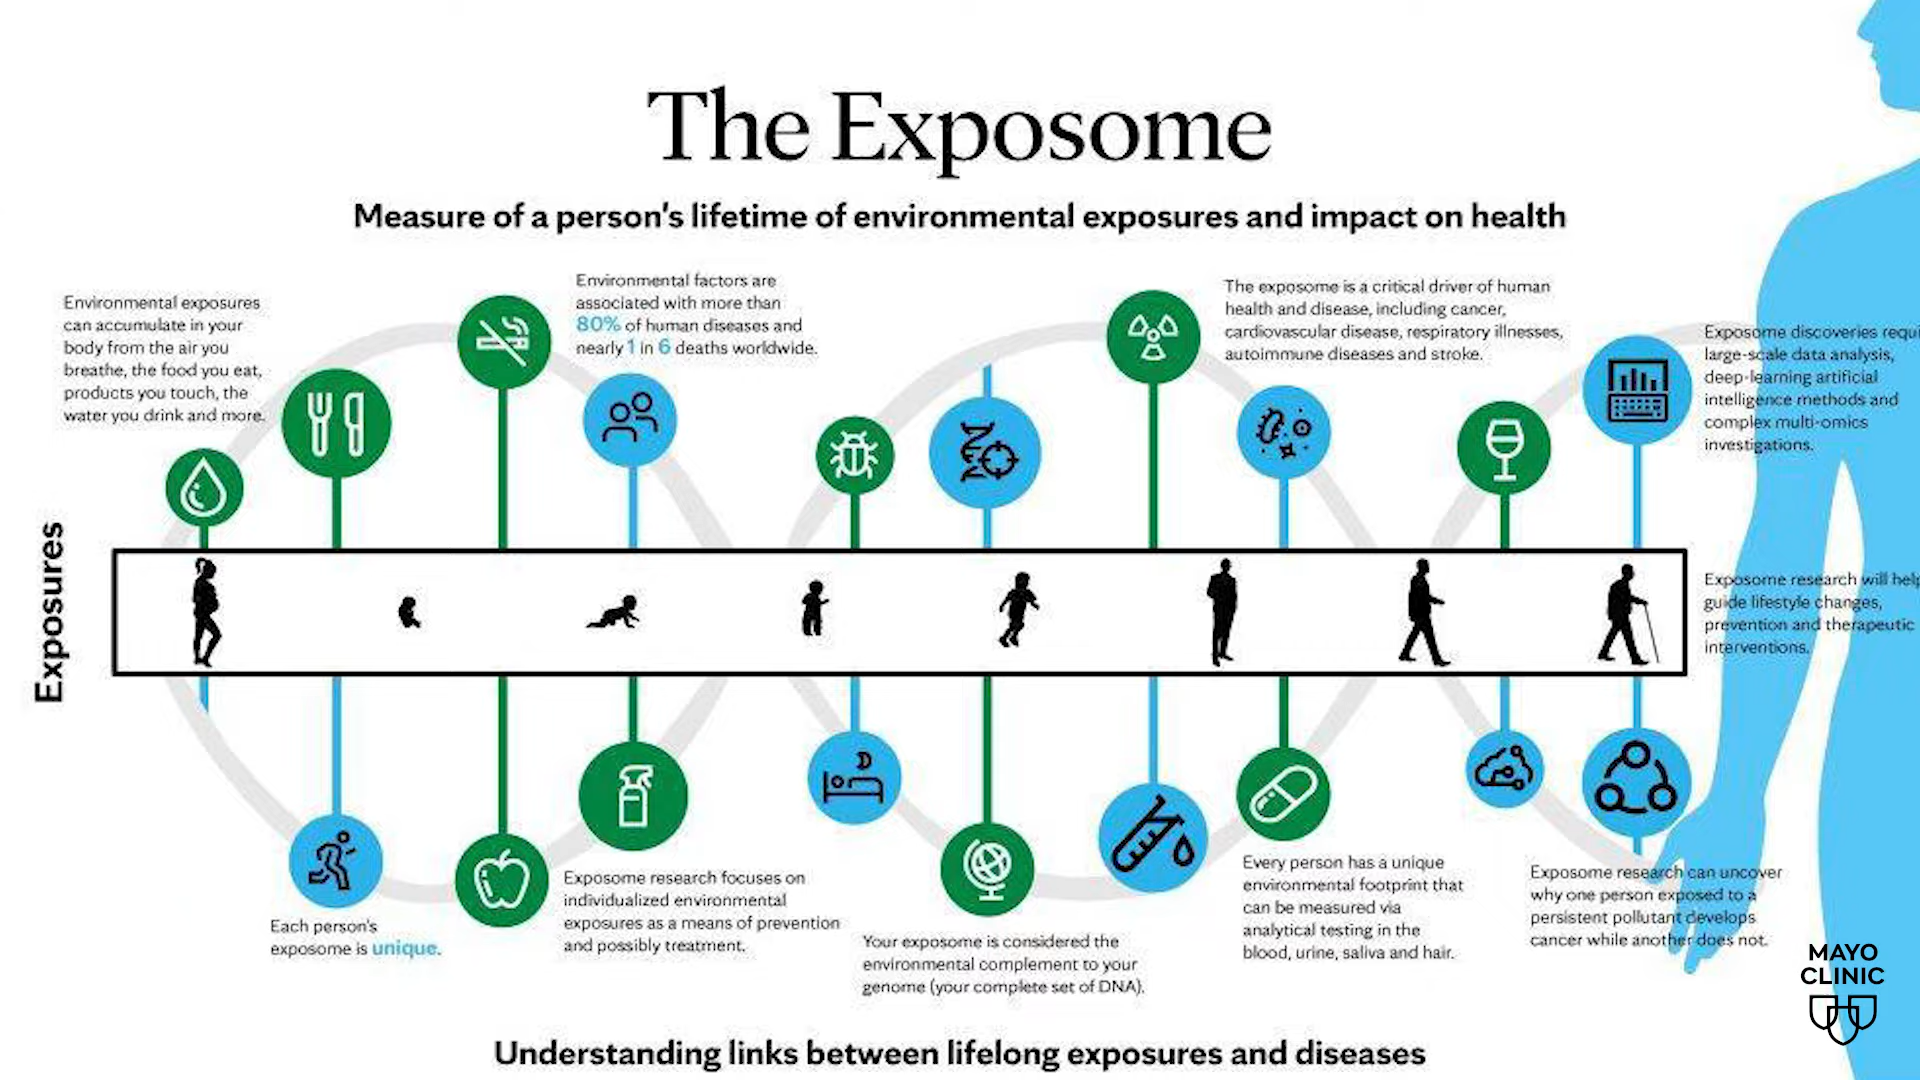 The Exposome
Measure of a person's lifetime of environmental exposures and impact on health
Environmental exposures
can accumulate in your
body from the air you
breathe, the food you eat,
products you touch, the
water you drink and more.
Environmental factors are
associated with more than
80% of human diseases and
nearly 1 in 6 deaths worldwide.
The exposome is a critical driver of human
health and disease, including cancer,
cardiovascular disease, respiratory illnesses,
autoimmune diseases and stroke.
Exposome discoveries requi
large-scale data analysis,
deep-learning artificial
intelligence methods and
complex multi-omics
investigations.
Exposures
Exposome research will help
guide lifestyle changes,
prevention and therapeutic
interventions.
Each person's
exposome is unique.
Exposome research focuses on
individualized environmental
exposures as a means of prevention
and possibly treatment.
Your exposome is considered the
environmental complement to your
genome (your complete set of DNA).
Every person has a unique
environmental footprint that
can be measured via
analytical testing in the
blood, urine, saliva and hair.
Exposome research can uncover
why one person exposed to a
persistent pollutant develops
cancer while another does not.
MAYO
CLINIC
Understanding links between lifelong exposures and diseases